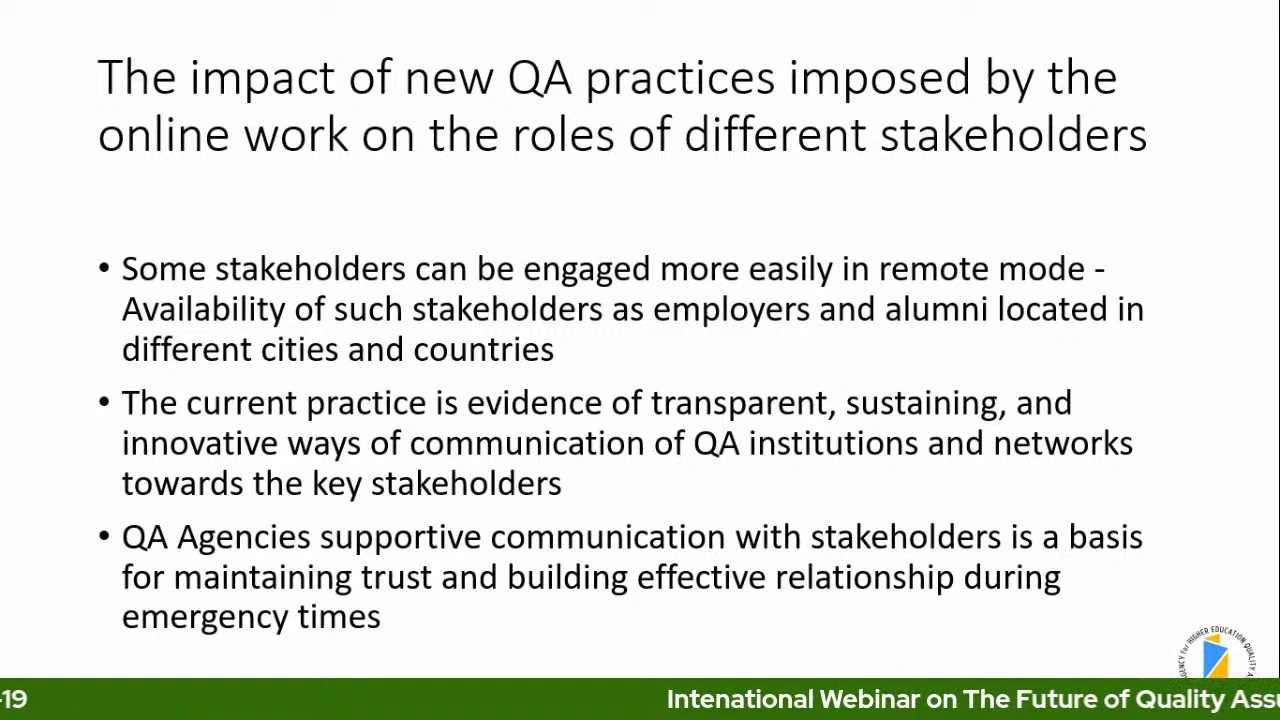 The impact of new QA practices imposed by the
online work on the roles of different stakeholders
• Some stakeholders can be engaged more easily in remote mode -
Availability of such stakeholders as employers and alumni located in
different cities and countries
• The current practice is evidence of transparent, sustaining, and
innovative ways of communication of QA institutions and networks
towards the key stakeholders
• QA Agencies supportive communication with stakeholders is a basis
for maintaining trust and building effective relationship during
emergency times
for HIGHER EDUCATION QUALITY
-19
Intenational Webinar on The Future of Quality